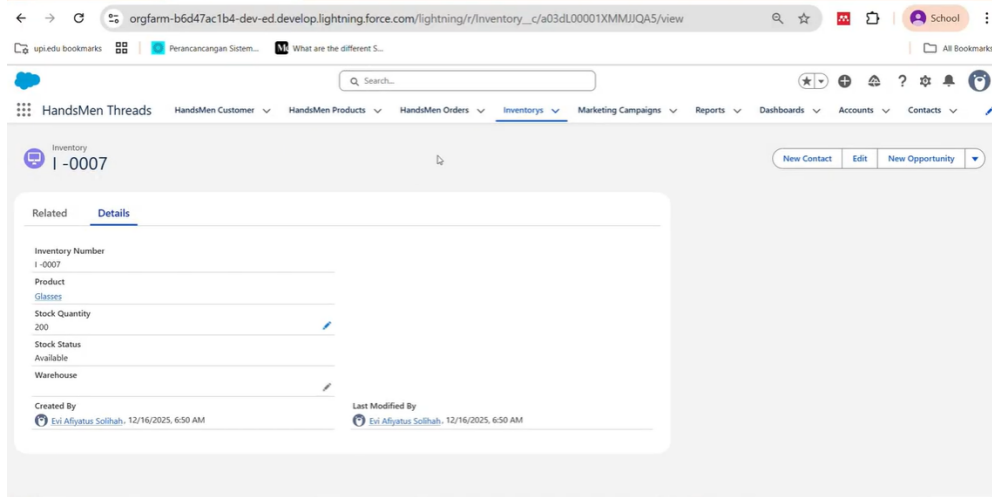 orgfarm-b6d47ac1b4-dev-ed.develop.lightning.force.com/lightning/r/Inventory__c/a03dL00001XMMJJQA5/view
School
upi.edu bookmarks
Perancancangan Sistem...
What are the different S...
All Bookmarks
Search...
HandsMen Threads
HandsMen Customer
HandsMen Products
HandsMen Orders
Inventorys
Marketing Campaigns
Reports
Dashboards
Accounts
Contacts
Inventory
I -0007
New Contact
Edit
New Opportunity
Related
Details
Inventory Number
I -0007
Product
Glasses
Stock Quantity
200
Stock Status
Available
Warehouse
Created By
Last Modified By
Evi Afiyatus Solihah, 12/16/2025, 6:50 AM
Evi Afiyatus Solihah, 12/16/2025, 6:50 AM